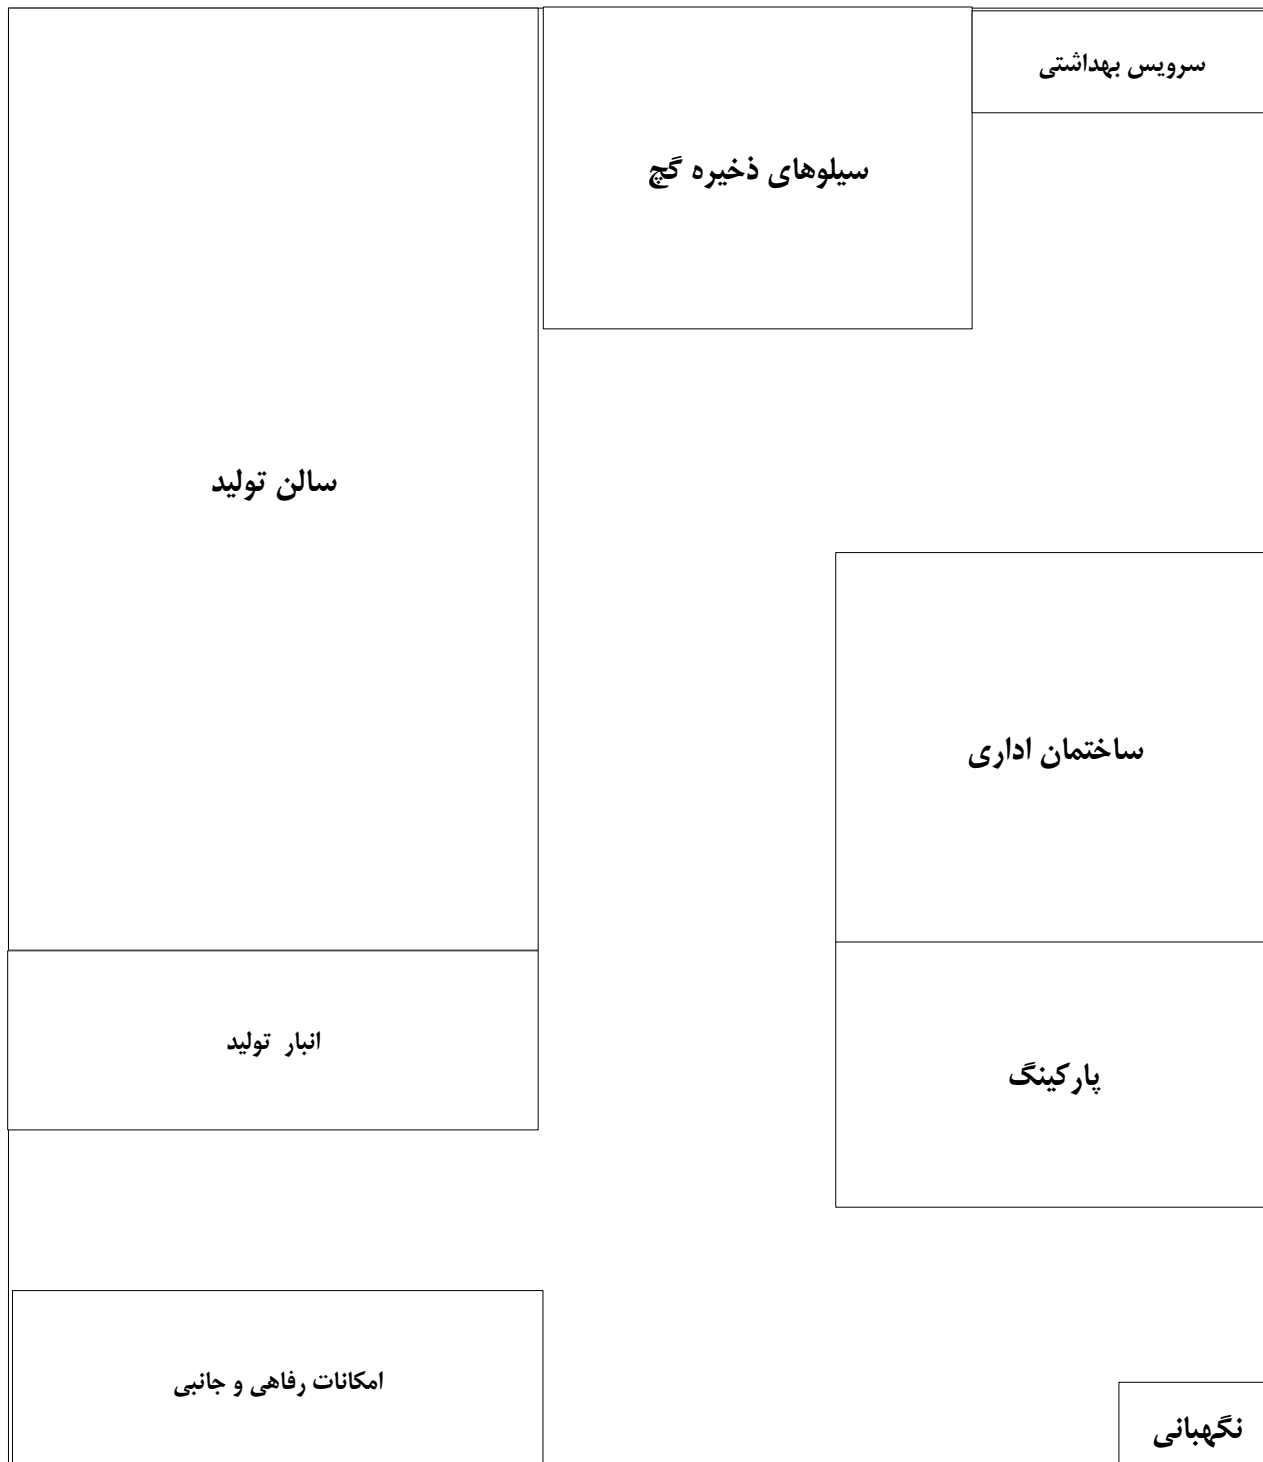 سرویس بهداشتی
سیلوهای ذخیره گچ
سالن تولید
ساختمان اداری
انبار تولید
پارکینگ
امکانات رفاهی و جانبی
نگهبانی